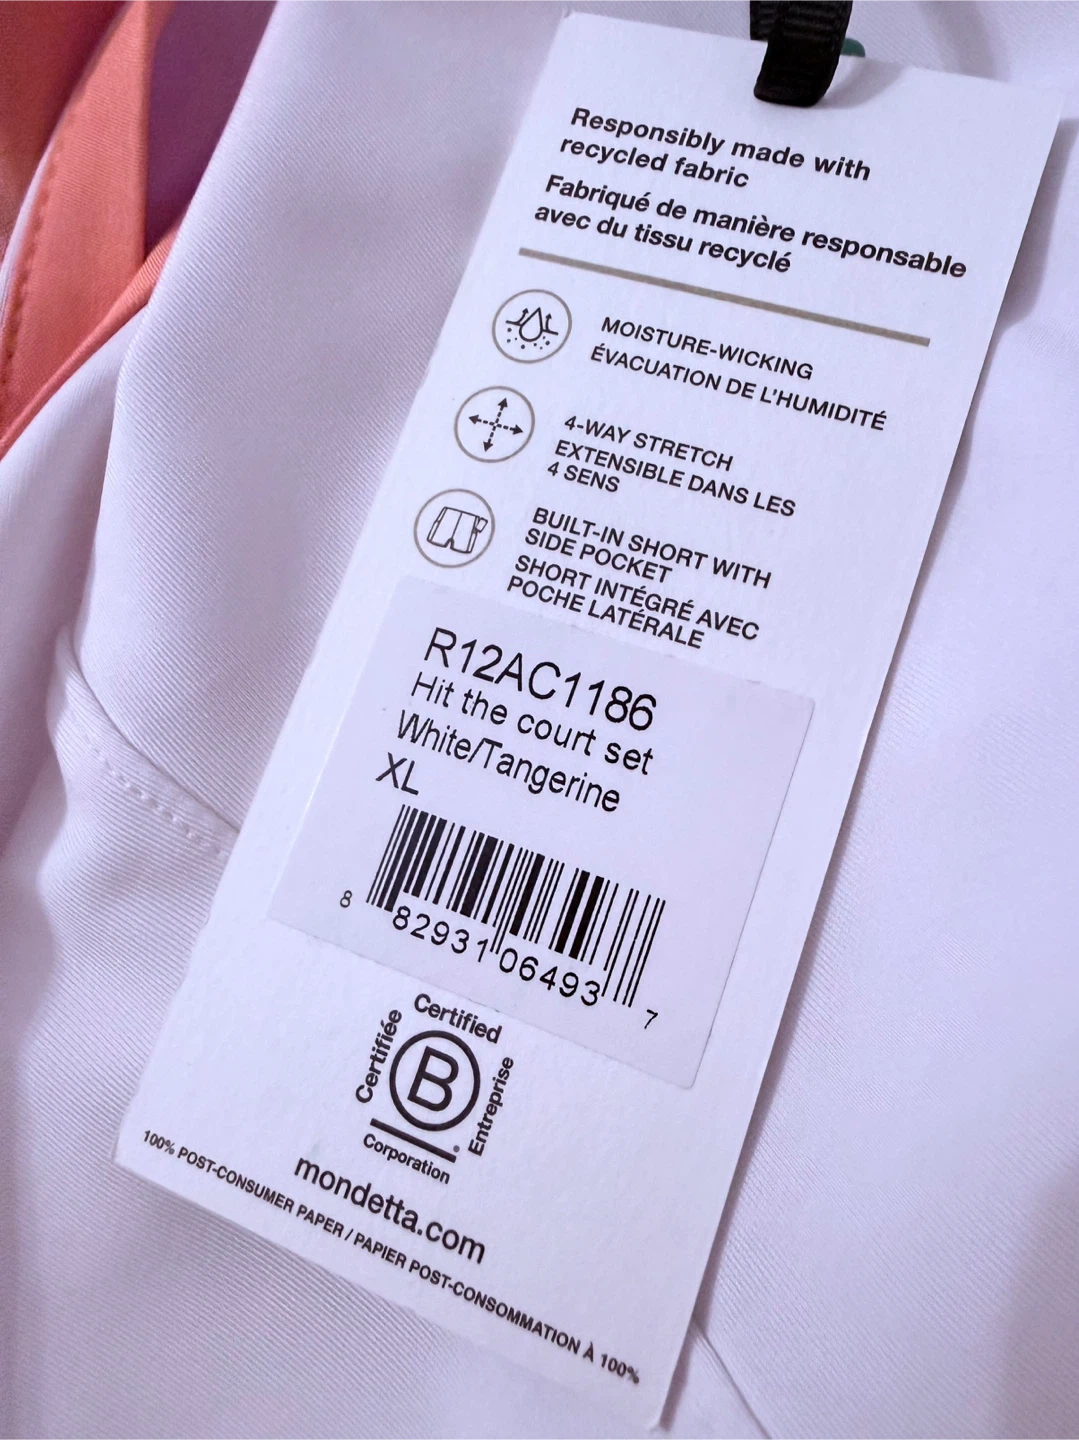 Responsibly made with
recycled fabric
Fabriqué de manière responsable
avec du tissu recyclé
MOISTURE-WICKING
ÉVACUATION DE L'HUMIDITÉ
4-WAY STRETCH
EXTENSIBLE DANS LES
4 SENS
BUILT-IN SHORT WITH
SIDE POCKET
SHORT INTÉGRÉ AVEC
POCHE LATÉRALE
R12AC1186
Hit the court set
White/Tangerine
XL
8 82931 06493 7
Certified
Certifiée
B
Entreprise
Corporation
mondetta.com
100% POST-CONSUMER PAPER / PAPIER POST-CONSOMMATION À 100%